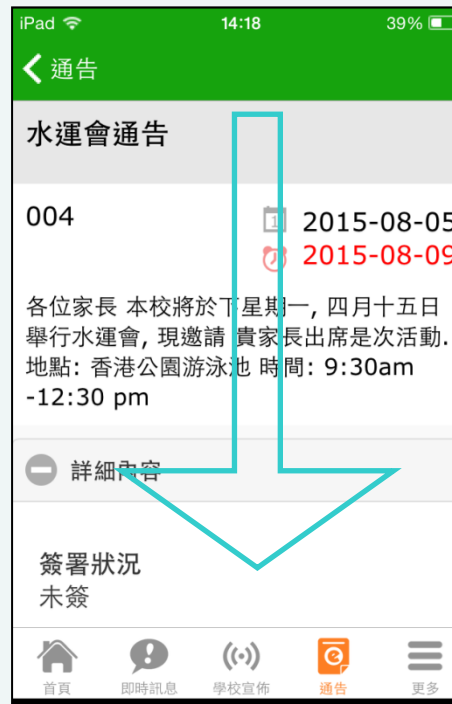 iPad 14:18 39%
通告
水運會通告
004 2015-08-05
2015-08-09
各位家長 本校將於下星期一, 四月十五日
舉行水運會, 現邀請 貴家長出席是次活動.
地點: 香港公園游泳池 時間: 9:30am
-12:30 pm
詳細內容
簽署狀況
未簽
首頁 即時訊息 學校宣佈 通告 更多